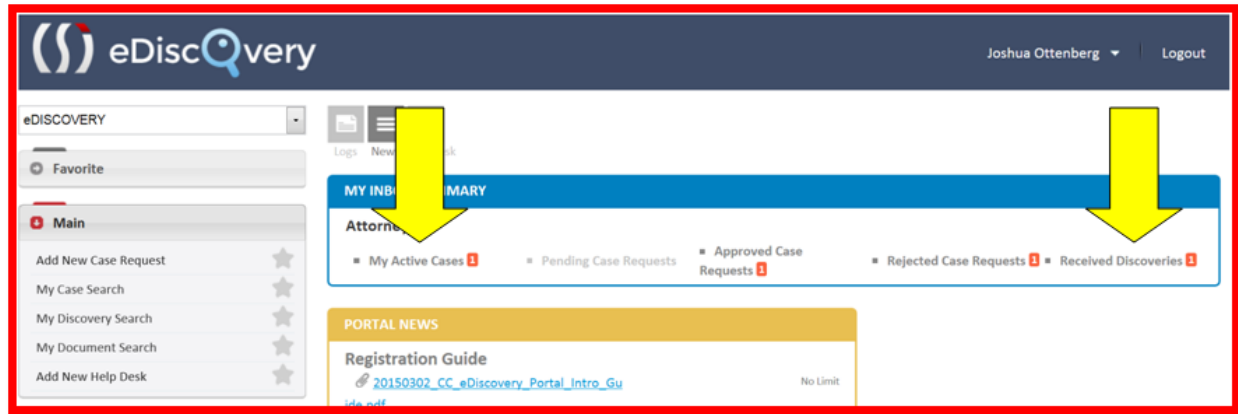 eDiscQvery
Joshua Ottenberg
Logout
eDISCOVERY
Favorite
Main
Add New Case Request
My Case Search
My Discovery Search
My Document Search
Add New Help Desk
Logs New sk
MY INB MARY
Attorney
My Active Cases 1
Pending Case Requests
Approved Case
Requests 1
Rejected Case Requests 1
Received Discoveries 1
PORTAL NEWS
Registration Guide
20150302_CC_eDiscovery_Portal_Intro_Gu
ide.pdf
No Limit